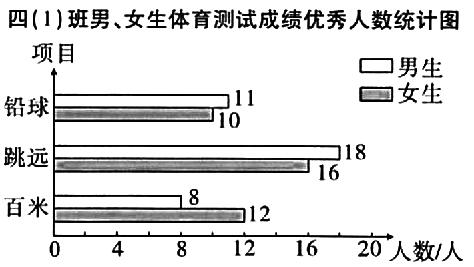 四(1)班男、女生体育测试成绩优秀人数统计图
项目
男生
女生
铅球
11
10
跳远
18
16
百米
8
12
0 4 8 12 16 20 人数/人